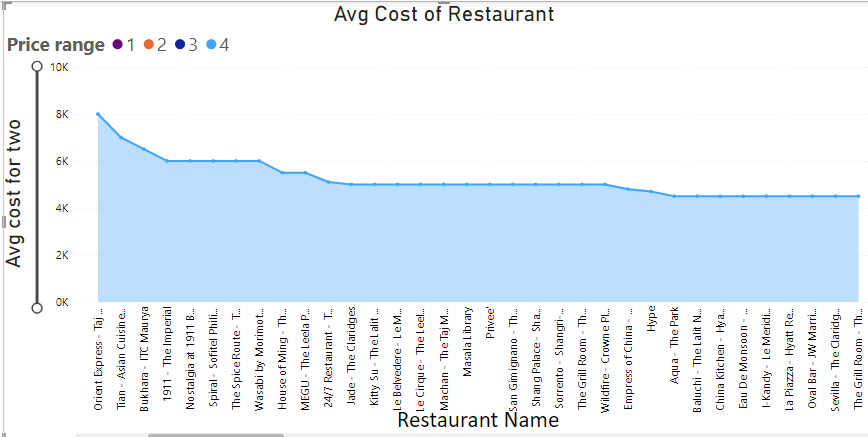 Avg Cost of Restaurant
Price range 1 2 3 4
Avg cost for two
10K
8K
6K
4K
2K
0K
Orient Express - Taj ...
Tian - Asian Cuisine...
Bukhara - ITC Maurya
1911 - The Imperial
Nostalgia at 1911 B...
Spiral - Sofitel Phili...
The Spice Route - T...
Wasabi by Morimot...
House of Ming - Th...
MEGU - The Leela P...
24/7 Restaurant - T...
Jade - The Claridges
Kitty Su - The Lalit ...
Le Belvedere - Le M...
Le Cirque - The Leel...
Machan - The Taj M...
Masala Library
Privee'
San Gimignano - Th...
Shang Palace - Sha...
Sorrento - Shangri-...
The Grill Room - Th...
Wildfire - Crowne Pl...
Empress of China - ...
Hype
Aqua - The Park
Baluchi - The Lalit N...
China Kitchen - Hya...
Eau De Monsoon - ...
I-Kandy - Le Meridi...
La Piazza - Hyatt Re...
Oval Bar - JW Marri...
Sevilla - The Claridg...
The Grill Room - Th...
Restaurant Name